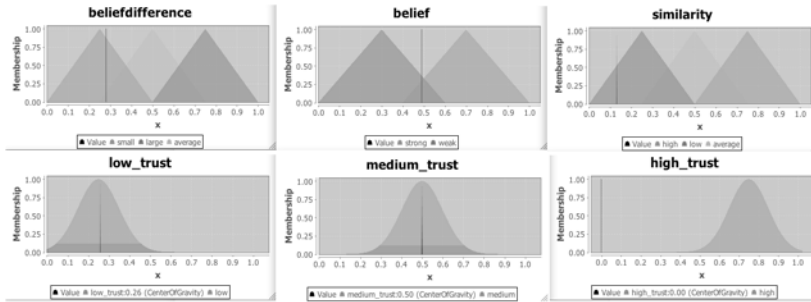 beliefdifference
belief
similarity
Membership
1.00
0.75
0.50
0.25
0.00
0.0 0.1 0.2 0.3 0.4 0.5 0.6 0.7 0.8 0.9 1.0
x
Value small large average
Membership
1.00
0.75
0.50
0.25
0.00
0.0 0.1 0.2 0.3 0.4 0.5 0.6 0.7 0.8 0.9 1.0
x
Value strong weak
Membership
1.00
0.75
0.50
0.25
0.00
0.0 0.1 0.2 0.3 0.4 0.5 0.6 0.7 0.8 0.9 1.0
x
Value high low average
low_trust
medium_trust
high_trust
Membership
1.00
0.75
0.50
0.25
0.00
0.0 0.1 0.2 0.3 0.4 0.5 0.6 0.7 0.8 0.9 1.0
x
Value low_trust:0.26 (CenterOfGravity) low
Membership
1.00
0.75
0.50
0.25
0.00
0.0 0.1 0.2 0.3 0.4 0.5 0.6 0.7 0.8 0.9 1.0
x
Value medium_trust:0.50 (CenterOfGravity) medium
Membership
1.00
0.75
0.50
0.25
0.00
0.0 0.1 0.2 0.3 0.4 0.5 0.6 0.7 0.8 0.9 1.0
x
Value high_trust:0.00 (CenterOfGravity) high